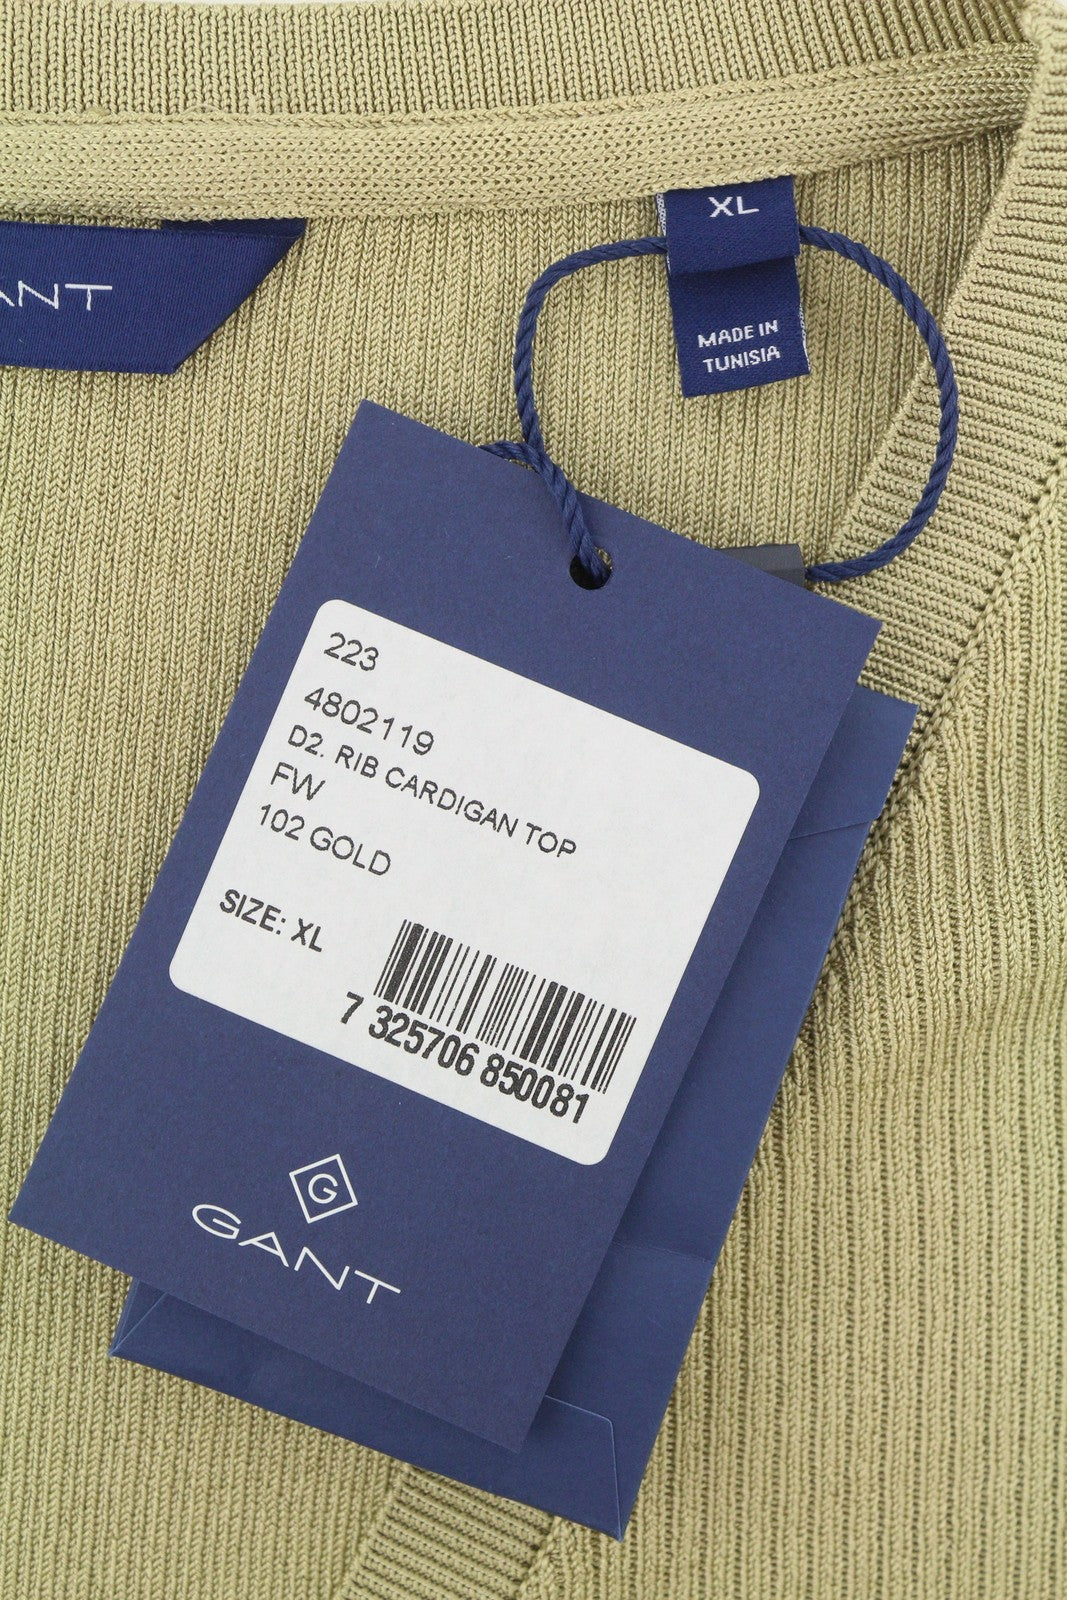 XL
ANT
MADE IN
TUNISIA
223
4802119
D2. RIB CARDIGAN TOP
FW
102 GOLD
SIZE: XL
7 325706 850081
G
GANT